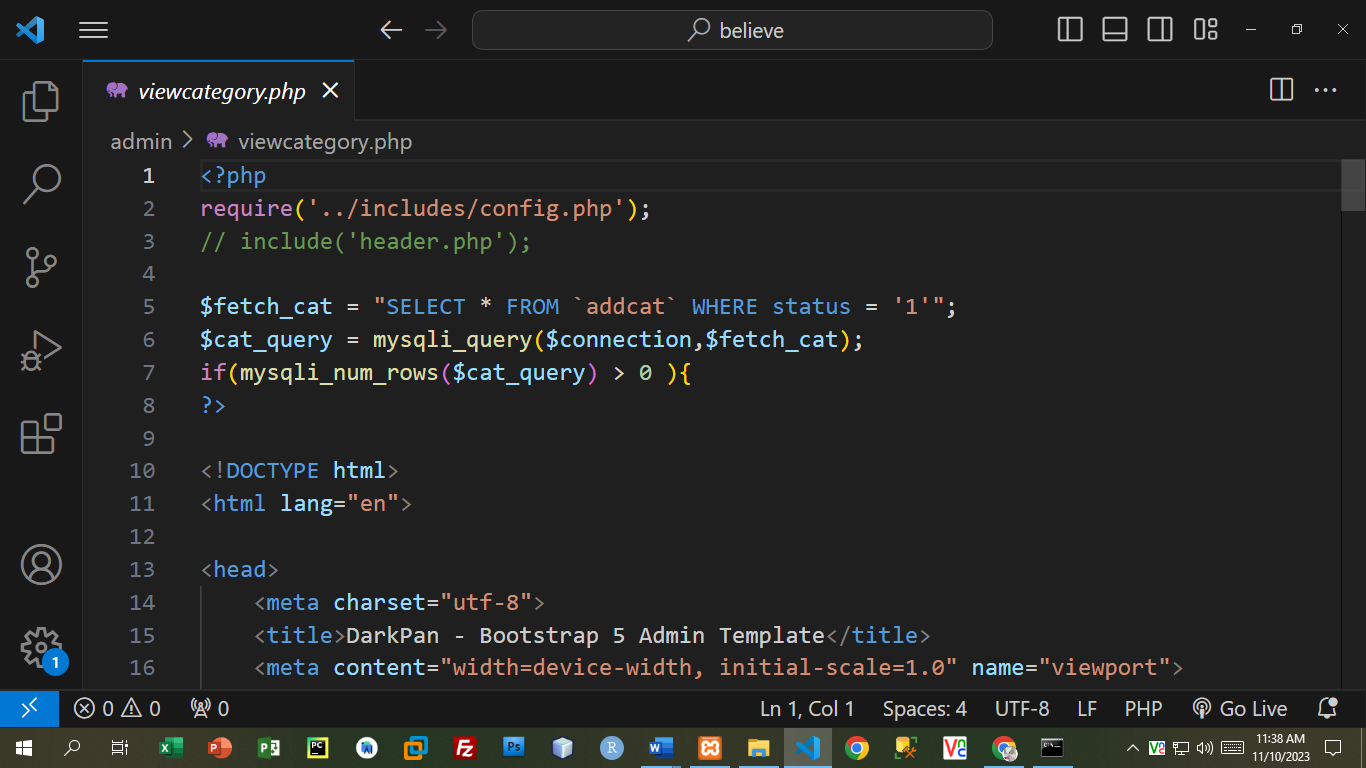 believe
viewcategory.php
admin > viewcategory.php
1 <?php
2 require('../includes/config.php');
3 // include('header.php');
4
5 $fetch_cat = "SELECT * FROM `addcat` WHERE status = '1'";
6 $cat_query = mysqli_query($connection,$fetch_cat);
7 if(mysqli_num_rows($cat_query) > 0 ){
8 ?>
9
10 <!DOCTYPE html>
11 <html lang="en">
12
13 <head>
14     <meta charset="utf-8">
15     <title>DarkPan - Bootstrap 5 Admin Template</title>
16     <meta content="width=device-width, initial-scale=1.0" name="viewport">
1
0 0 0 Ln 1, Col 1 Spaces: 4 UTF-8 LF PHP Go Live
11:38 AM
11/10/2023